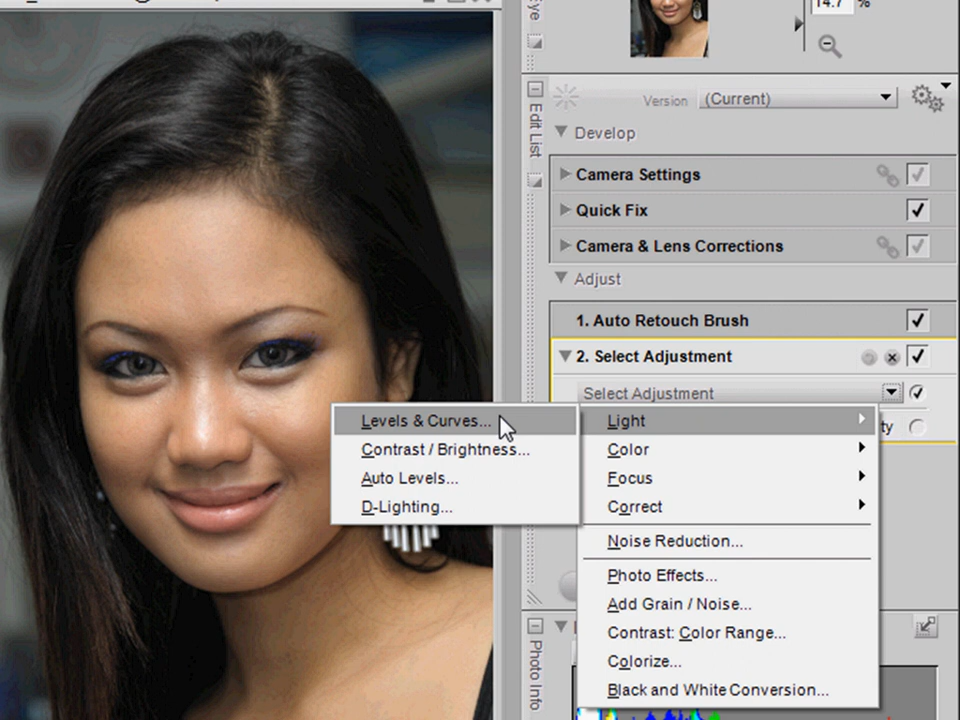 14.7 %
Eye
Edit List
Version (Current)
Develop
Camera Settings
Quick Fix
Camera & Lens Corrections
Adjust
1. Auto Retouch Brush
2. Select Adjustment
Select Adjustment
ty
Levels & Curves...
Contrast / Brightness...
Auto Levels...
D-Lighting...
Light
Color
Focus
Correct
Noise Reduction...
Photo Effects...
Add Grain / Noise...
Contrast: Color Range...
Colorize...
Black and White Conversion...
Photo Info